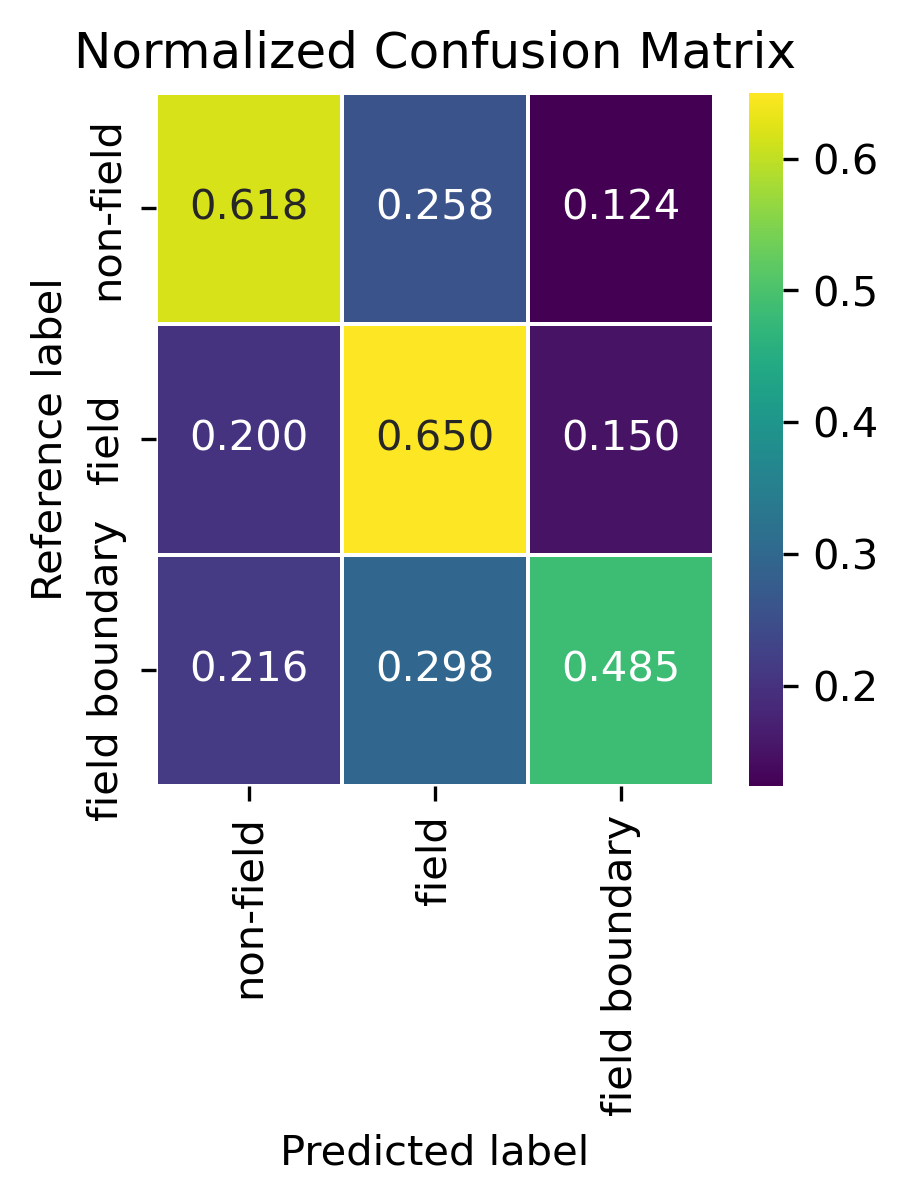 Normalized Confusion Matrix
Reference label
non-field
0.618 0.258 0.124
field
0.200 0.650 0.150
field boundary
0.216 0.298 0.485
non-field
field
field boundary
Predicted label
0.6
0.5
0.4
0.3
0.2